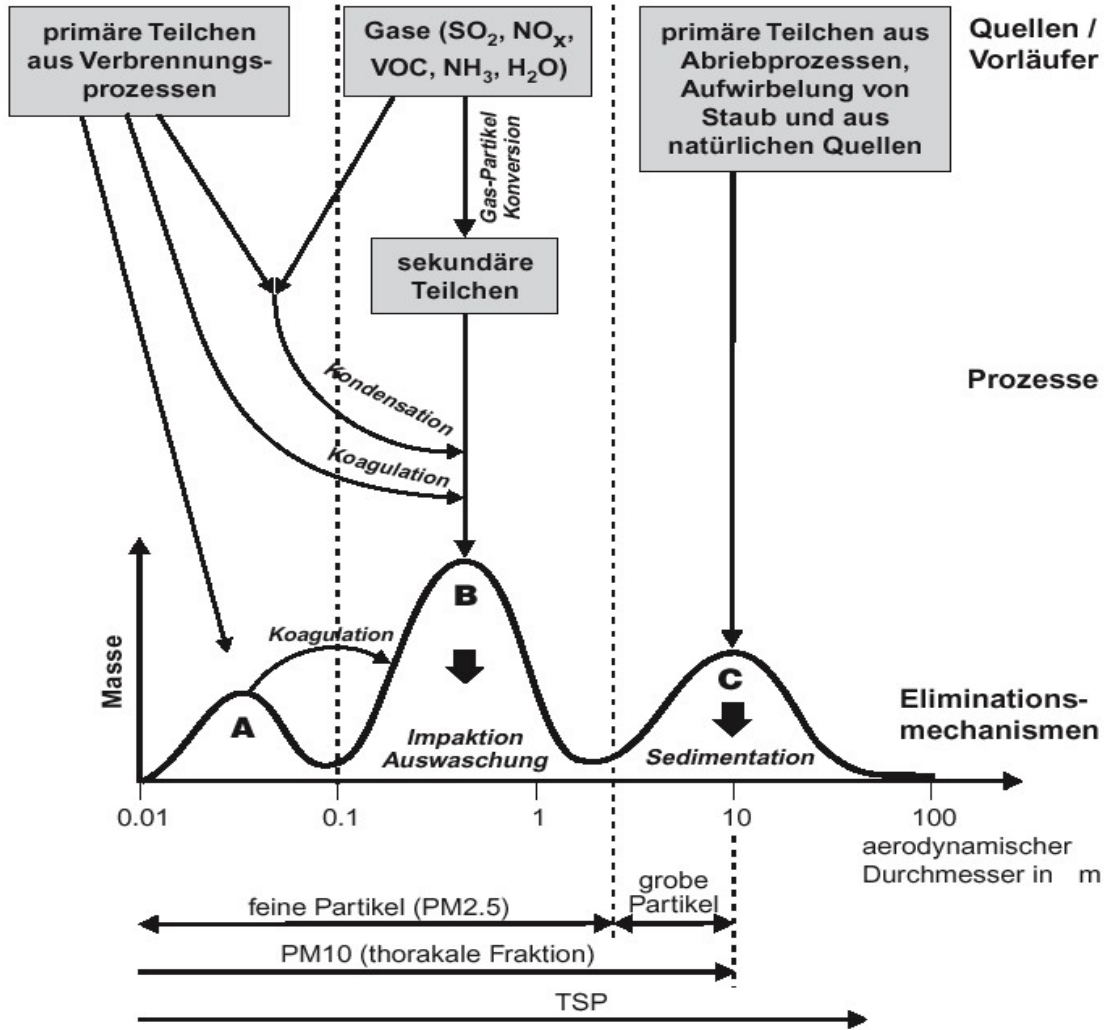 primäre Teilchen
aus Verbrennungs-
prozessen
Gase (SO₂, NOₓ,
VOC, NH₃, H₂O)
primäre Teilchen aus
Abriebprozessen,
Aufwirbelung von
Staub und aus
natürlichen Quellen
Quellen /
Vorläufer
Gas-Partikel
Konversion
sekundäre
Teilchen
Kondensation
Koagulation
Prozesse
Masse
Koagulation
A
B
C
Impaktion
Auswaschung
Sedimentation
Eliminations-
mechanismen
0.01
0.1
1
10
100
aerodynamischer
Durchmesser in m
feine Partikel (PM2.5)
grobe
Partikel
PM10 (thorakale Fraktion)
TSP